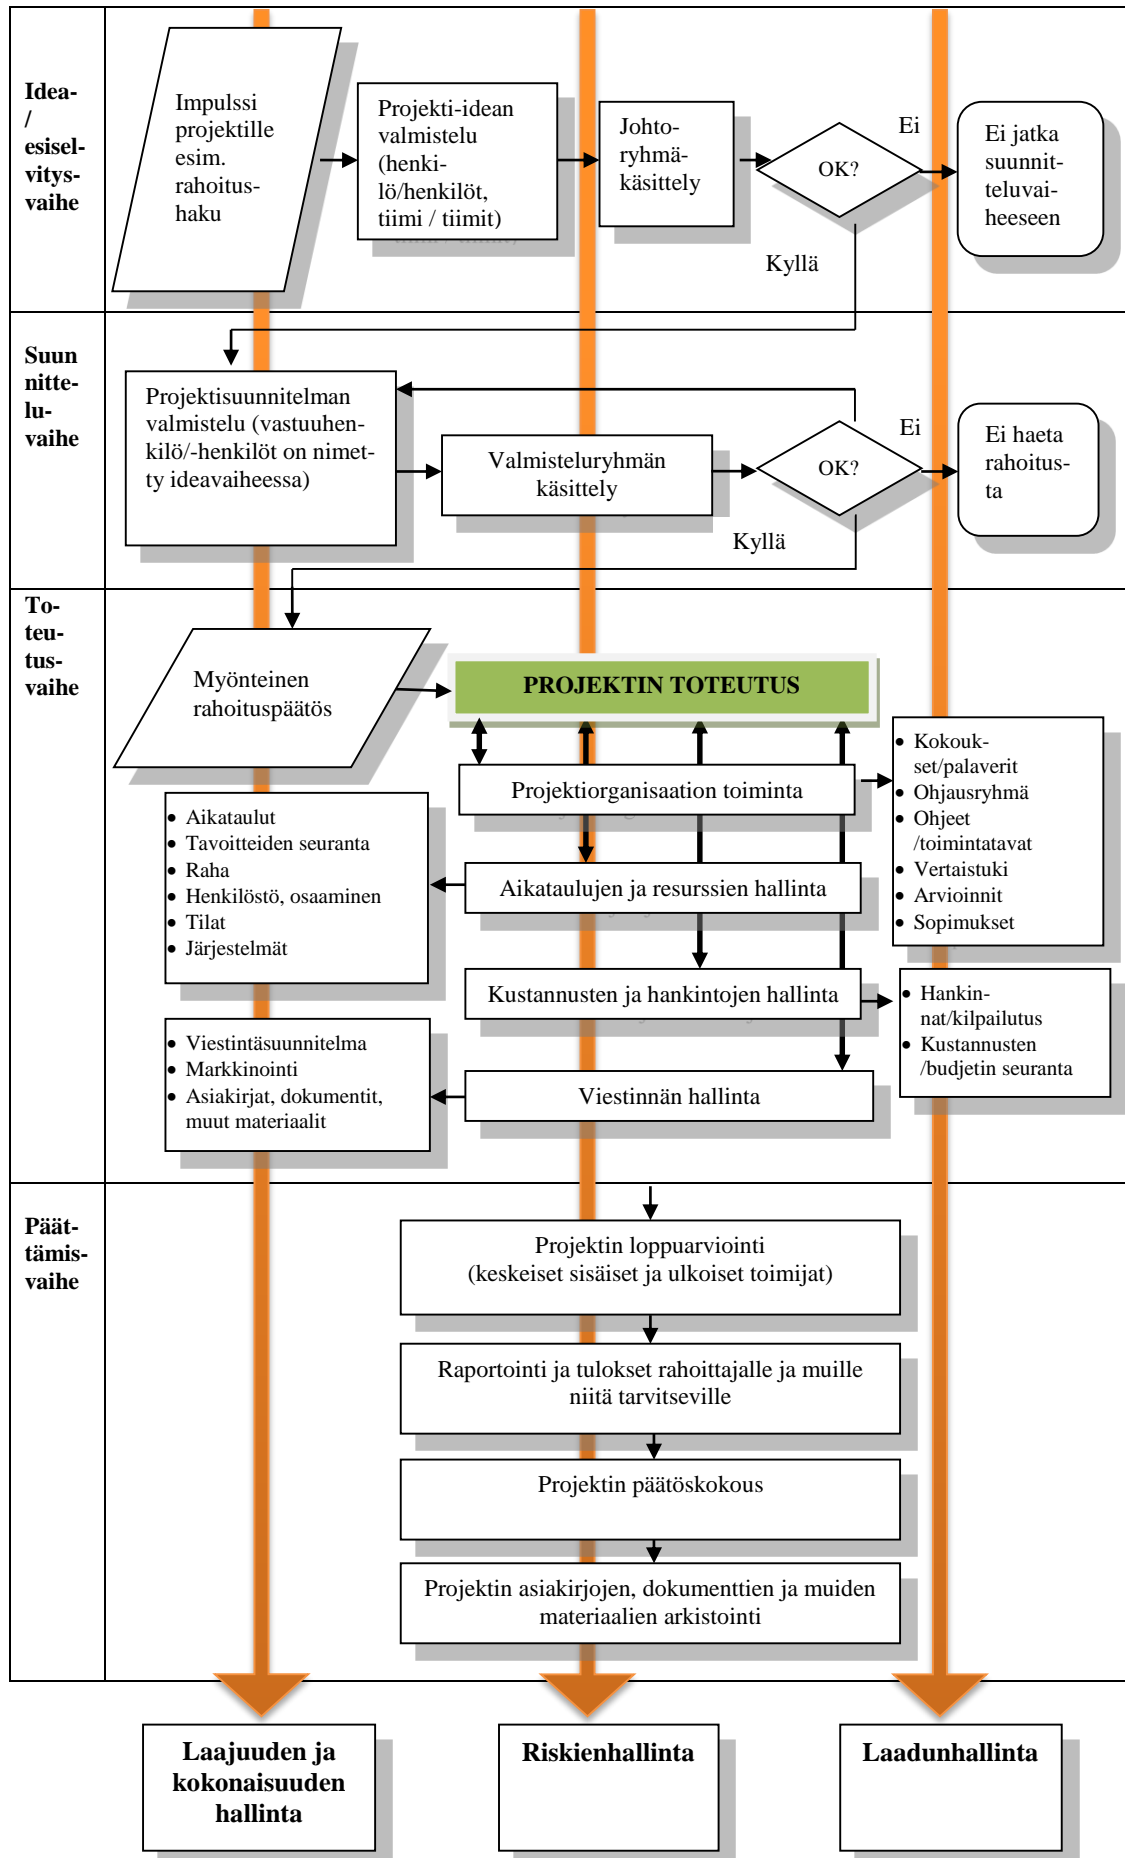 Idea-
/
esisel-
vitys-
vaihe
Impulssi
projektille
esim.
rahoitus-
haku
Projekti-idean
valmistelu
(henki-
lö/henkilöt,
tiimi / tiimit)
Johto-
ryhmä-
käsittely
OK?
Ei
Ei jatka
suunnit-
teluvai-
heeseen
Kyllä
Suun
nitte-
lu-
vaihe
Projektisuunnitelman
valmistelu (vastuuhen-
kilö/-henkilöt on nimet-
ty ideavaiheessa)
Valmisteluryhmän
käsittely
OK?
Ei
Ei haeta
rahoitus-
ta
Kyllä
To-
teu-
tus-
vaihe
Myönteinen
rahoituspäätös
PROJEKTIN TOTEUTUS
Projektiorganisaation toiminta
• Kokouk-
set/palaverit
• Ohjausryhmä
• Ohjeet
/toimintatavat
• Vertaistuki
• Arvioinnit
• Sopimukset
• Aikataulut
• Tavoitteiden seuranta
• Raha
• Henkilöstö, osaaminen
• Tilat
• Järjestelmät
Aikataulujen ja resurssien hallinta
Kustannusten ja hankintojen hallinta
• Hankin-
nat/kilpailutus
• Kustannusten
/budjetin seuranta
• Viestintäsuunnitelma
• Markkinointi
• Asiakirjat, dokumentit,
muut materiaalit
Viestinnän hallinta
Päät-
tämis-
vaihe
Projektin loppuarviointi
(keskeiset sisäiset ja ulkoiset toimijat)
Raportointi ja tulokset rahoittajalle ja muille
niitä tarvitseville
Projektin päätöskokous
Projektin asiakirjojen, dokumenttien ja muiden
materiaalien arkistointi
Laajuuden ja
kokonaisuuden
hallinta
Riskienhallinta
Laadunhallinta